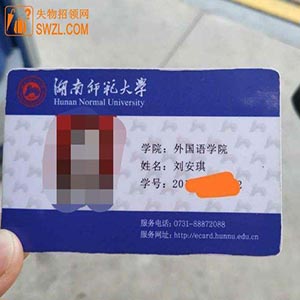 失物招领网
SWZL.COM
湖南师范大学
Hunan Normal University
学院：外国语学院
姓名：刘安琪
学号：20
2
服务电话：0731-88872088
服务网址：http://ecard.hunnu.edu.cn